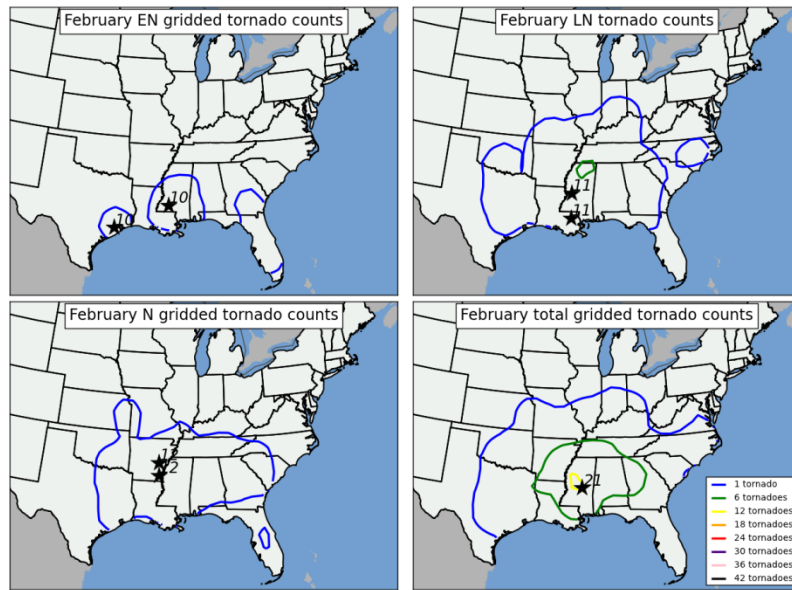 February EN gridded tornado counts
10
10
February LN tornado counts
11
11
February N gridded tornado counts
12
12
February total gridded tornado counts
21
1 tornado
6 tornadoes
12 tornadoes
18 tornadoes
24 tornadoes
30 tornadoes
36 tornadoes
42 tornadoes